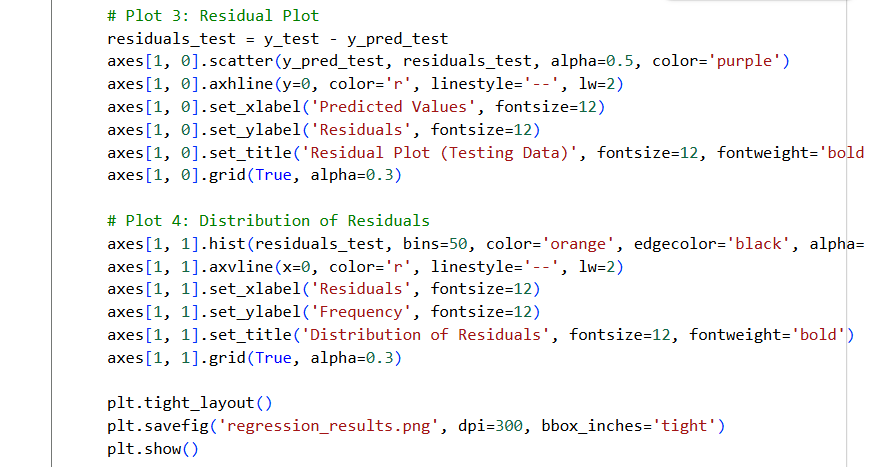 # Plot 3: Residual Plot
residuals_test = y_test - y_pred_test
axes[1, 0].scatter(y_pred_test, residuals_test, alpha=0.5, color='purple')
axes[1, 0].axhline(y=0, color='r', linestyle='--', lw=2)
axes[1, 0].set_xlabel('Predicted Values', fontsize=12)
axes[1, 0].set_ylabel('Residuals', fontsize=12)
axes[1, 0].set_title('Residual Plot (Testing Data)', fontsize=12, fontweight='bold
axes[1, 0].grid(True, alpha=0.3)

# Plot 4: Distribution of Residuals
axes[1, 1].hist(residuals_test, bins=50, color='orange', edgecolor='black', alpha=
axes[1, 1].axvline(x=0, color='r', linestyle='--', lw=2)
axes[1, 1].set_xlabel('Residuals', fontsize=12)
axes[1, 1].set_ylabel('Frequency', fontsize=12)
axes[1, 1].set_title('Distribution of Residuals', fontsize=12, fontweight='bold')
axes[1, 1].grid(True, alpha=0.3)

plt.tight_layout()
plt.savefig('regression_results.png', dpi=300, bbox_inches='tight')
plt.show()